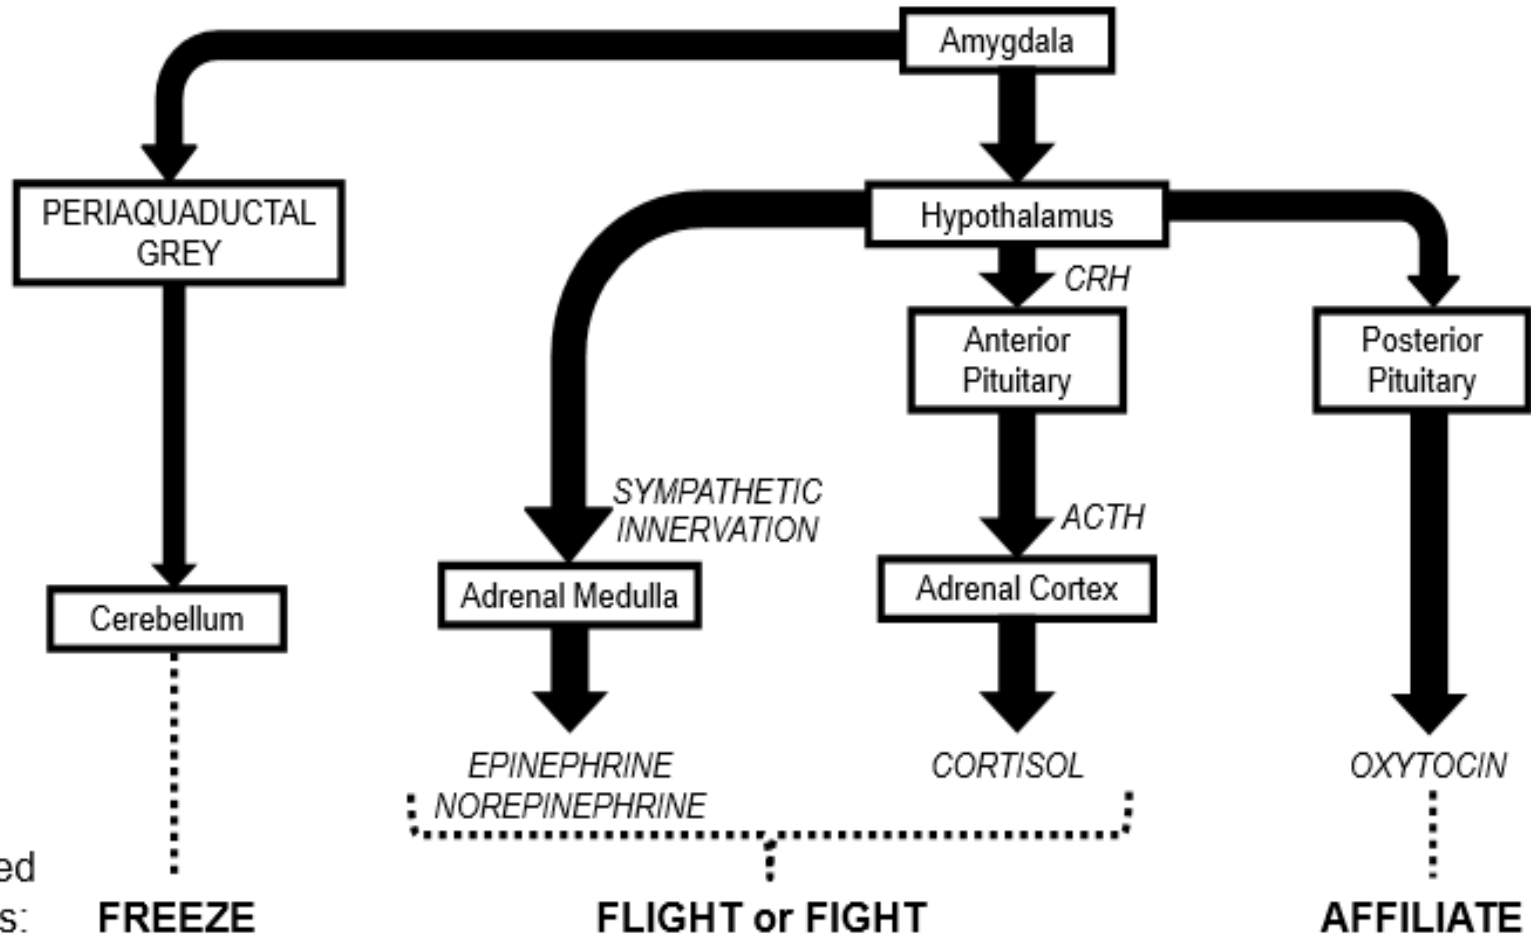 Amygdala
PERIAQUADUCTAL
GREY
Hypothalamus
CRH
Anterior
Pituitary
Posterior
Pituitary
SYMPATHETIC
INNERVATION
ACTH
Adrenal Medulla
Adrenal Cortex
Cerebellum
EPINEPHRINE
NOREPINEPHRINE
CORTISOL
OXYTOCIN
ed
s:
FREEZE
FLIGHT or FIGHT
AFFILIATE